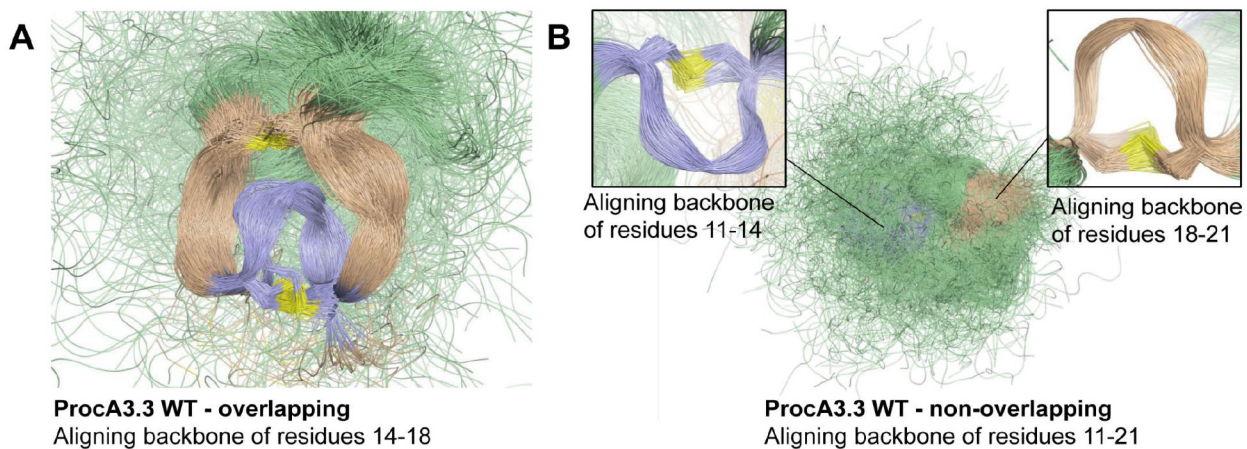 A
B
Aligning backbone
of residues 11-14
Aligning backbone
of residues 18-21
ProcA3.3 WT - overlapping
Aligning backbone of residues 14-18
ProcA3.3 WT - non-overlapping
Aligning backbone of residues 11-21